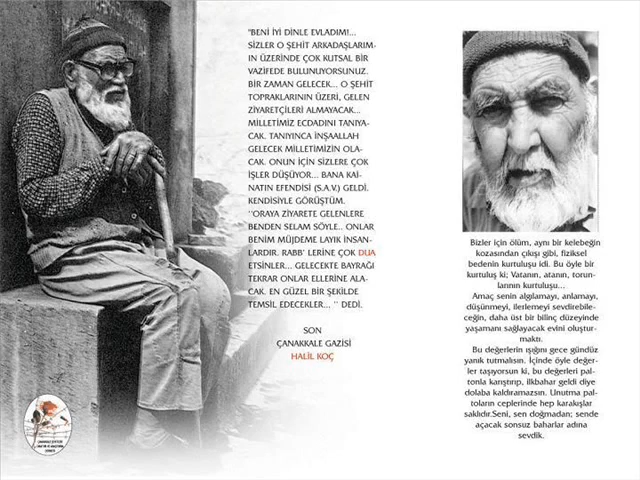 "BENİ İYİ DİNLE EVLADIM!...
SİZLER O ŞEHİT ARKADAŞLARIM-
IN ÜZERİNDE ÇOK KUTSAL BİR
VAZİFEDE BULUNUYORSUNUZ.
BİR ZAMAN GELECEK... O ŞEHİT
TOPRAKLARININ ÜZERİ, GELEN
ZİYARETÇİLERİ ALMAYACAK...
MİLLETİMİZ ECDADINI TANIYA-
CAK. TANIYINCA İNŞAALLAH
GELECEK MİLLETİMİZİN OLA-
CAK. ONUN İÇİN SİZLERE ÇOK
İŞLER DÜŞÜYOR... BANA KAİ-
NATIN EFENDİSİ (S.A.V.) GELDİ.
KENDİSİYLE GÖRÜŞTÜM.
''ORAYA ZİYARETE GELENLERE
BENDEN SELAM SÖYLE.. ONLAR
BENİM MÜJDEME LAYIK İNSAN-
LARDIR. RABB' LERİNE ÇOK DUA
ETSİNLER... GELECEKTE BAYRAĞI
TEKRAR ONLAR ELLERINE ALA-
CAK. EN GÜZEL BİR ŞEKİLDE
TEMSİL EDECEKLER... '' DEDİ.
SON
ÇANAKKALE GAZİSİ
HALİL KOÇ
Bizler için ölüm, aynı bir kelebeğin
kozasından çıkışı gibi, fiziksel
bedenin kurtuluşu idi. Bu öyle bir
kurtuluş ki; Vatanın, atanın, torun-
larının kurtuluşu...
Amaç senin algılamayı, anlamayı,
düşünmeyi, ilerlemeyi sevdirebile-
ceğin, daha üst bir bilinç düzeyinde
yaşamanı sağlayacak evini oluştur-
maktı.
Bu değerlerin ışığını gece gündüz
yanık tutmalısın. İçinde öyle değer-
ler taşıyorsun ki, bu değerleri pal-
tonla karıştırıp, ilkbahar geldi diye
dolaba kaldıramazsın. Unutma pal-
toların ceplerinde hep karakışlar
saklıdır.Seni, sen doğmadan; sende
açacak sonsuz baharlar adına
sevdik.